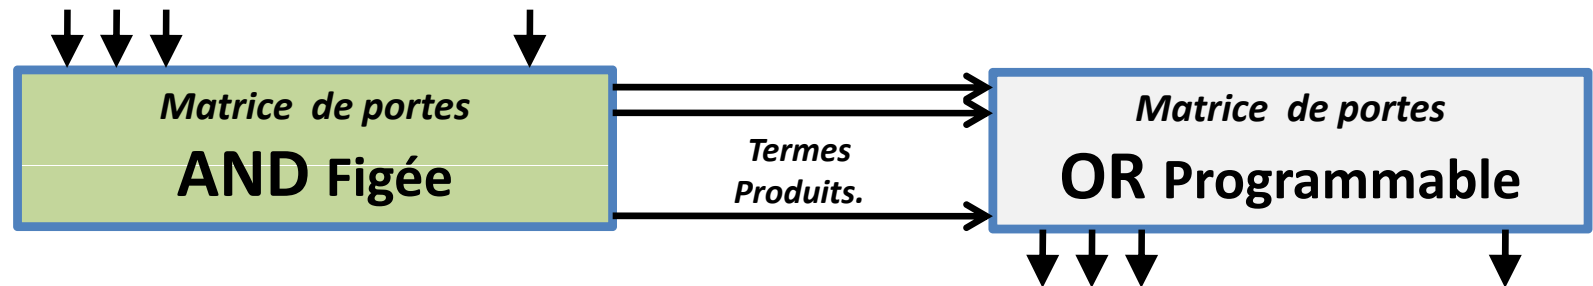 Matrice de portes
AND Figée
Termes
Produits.
Matrice de portes
OR Programmable